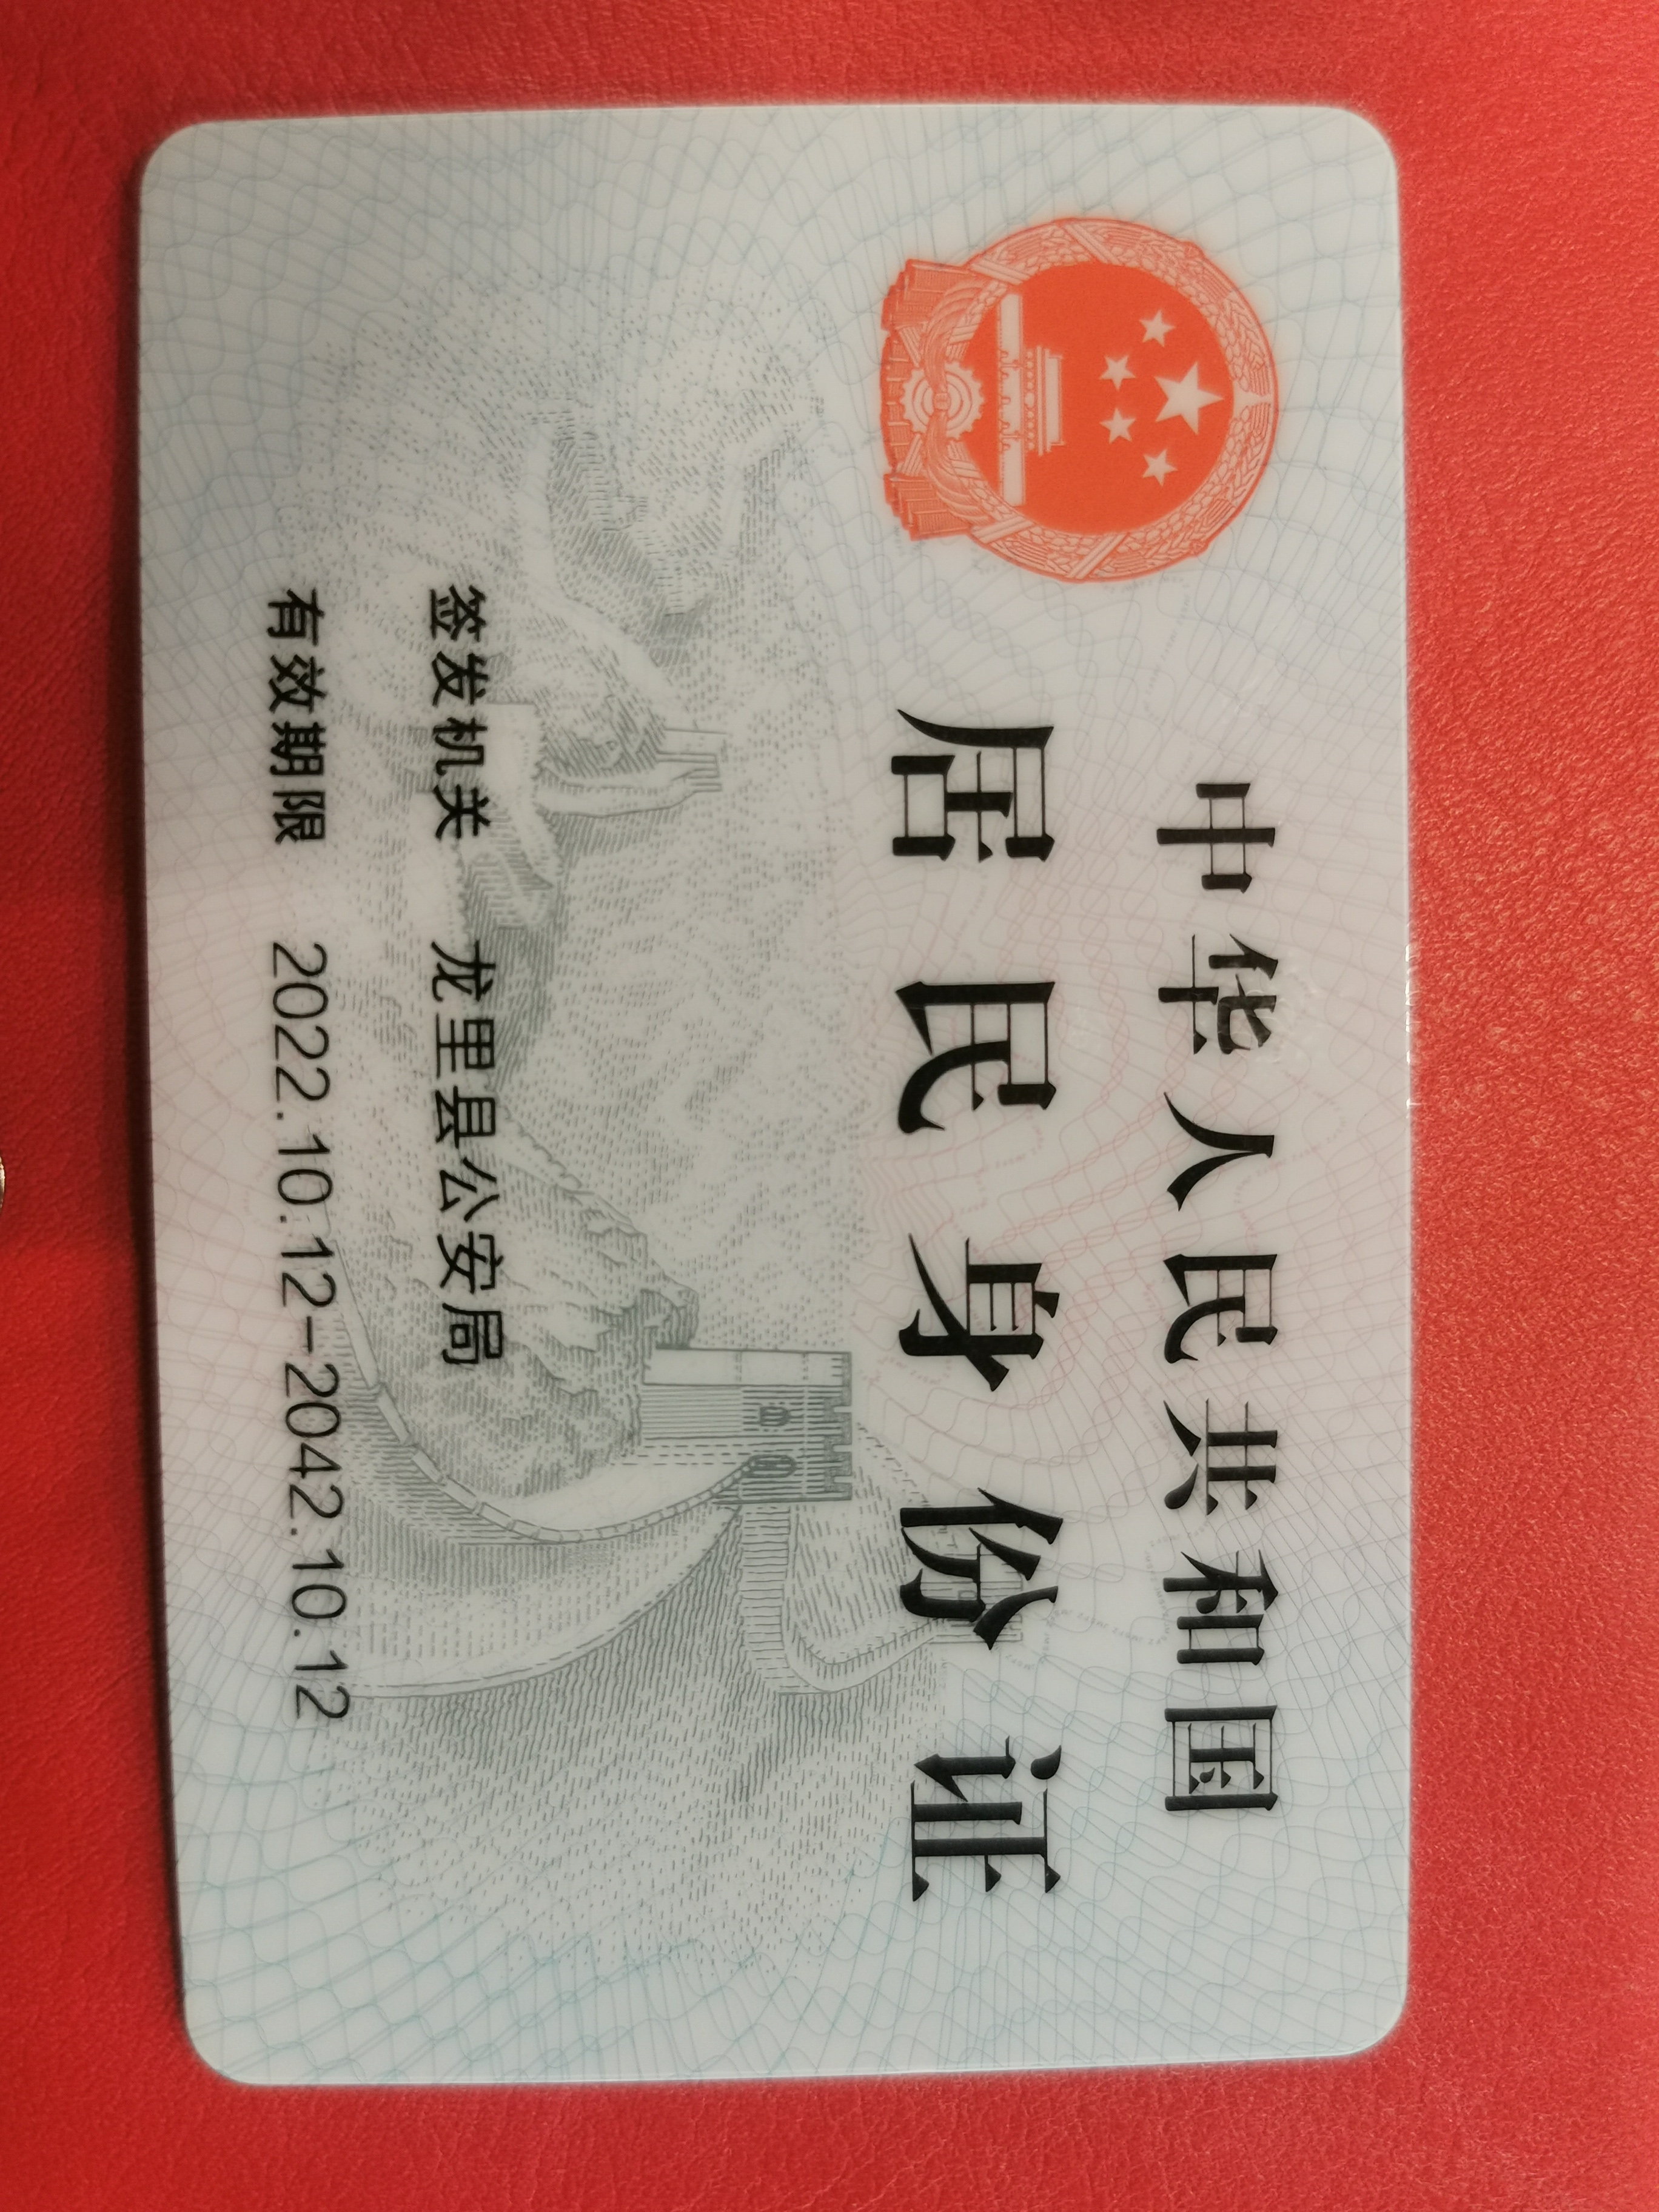 中华人民共和国
居民身份证
签发机关 龙里县公安局
有效期限 2022.10.12-2042.10.12